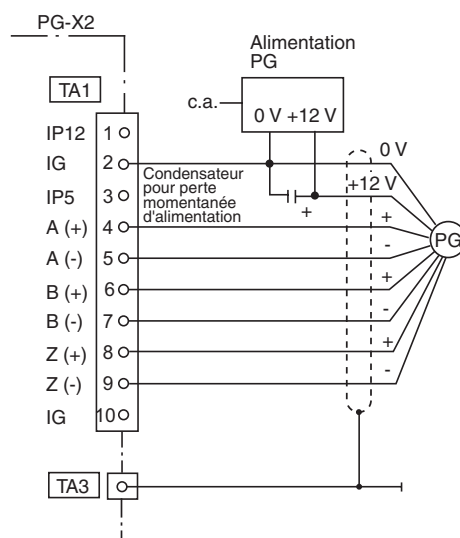 PG-X2
Alimentation
PG
TA1
c.a.
0 V +12 V
IP12 1
IG 2
0 V
Condensateur
pour perte
momentanée
d'alimentation
IP5 3
+12 V
+
A (+) 4
+
PG
A (-) 5
-
B (+) 6
+
B (-) 7
-
Z (+) 8
+
Z (-) 9
-
IG 10
TA3